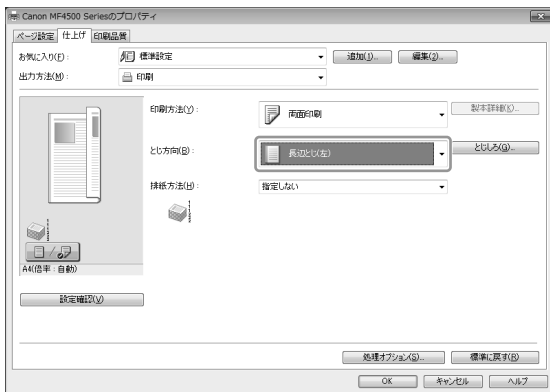 Canon MF4500 Seriesのプロパティ
ページ設定 仕上げ 印刷品質
お気に入り(F): 標準設定 追加(1)... 編集(2)...
出力方法(M): 印刷
印刷方法(Y): 両面印刷 製本詳細(K)...
とじ方向(B): 長辺とじ(左) とじしろ(G)...
排紙方法(H): 指定しない
A4(倍率:自動)
設定確認(V)
処理オプション(S)... 標準に戻す(R)
OK キャンセル ヘルプ